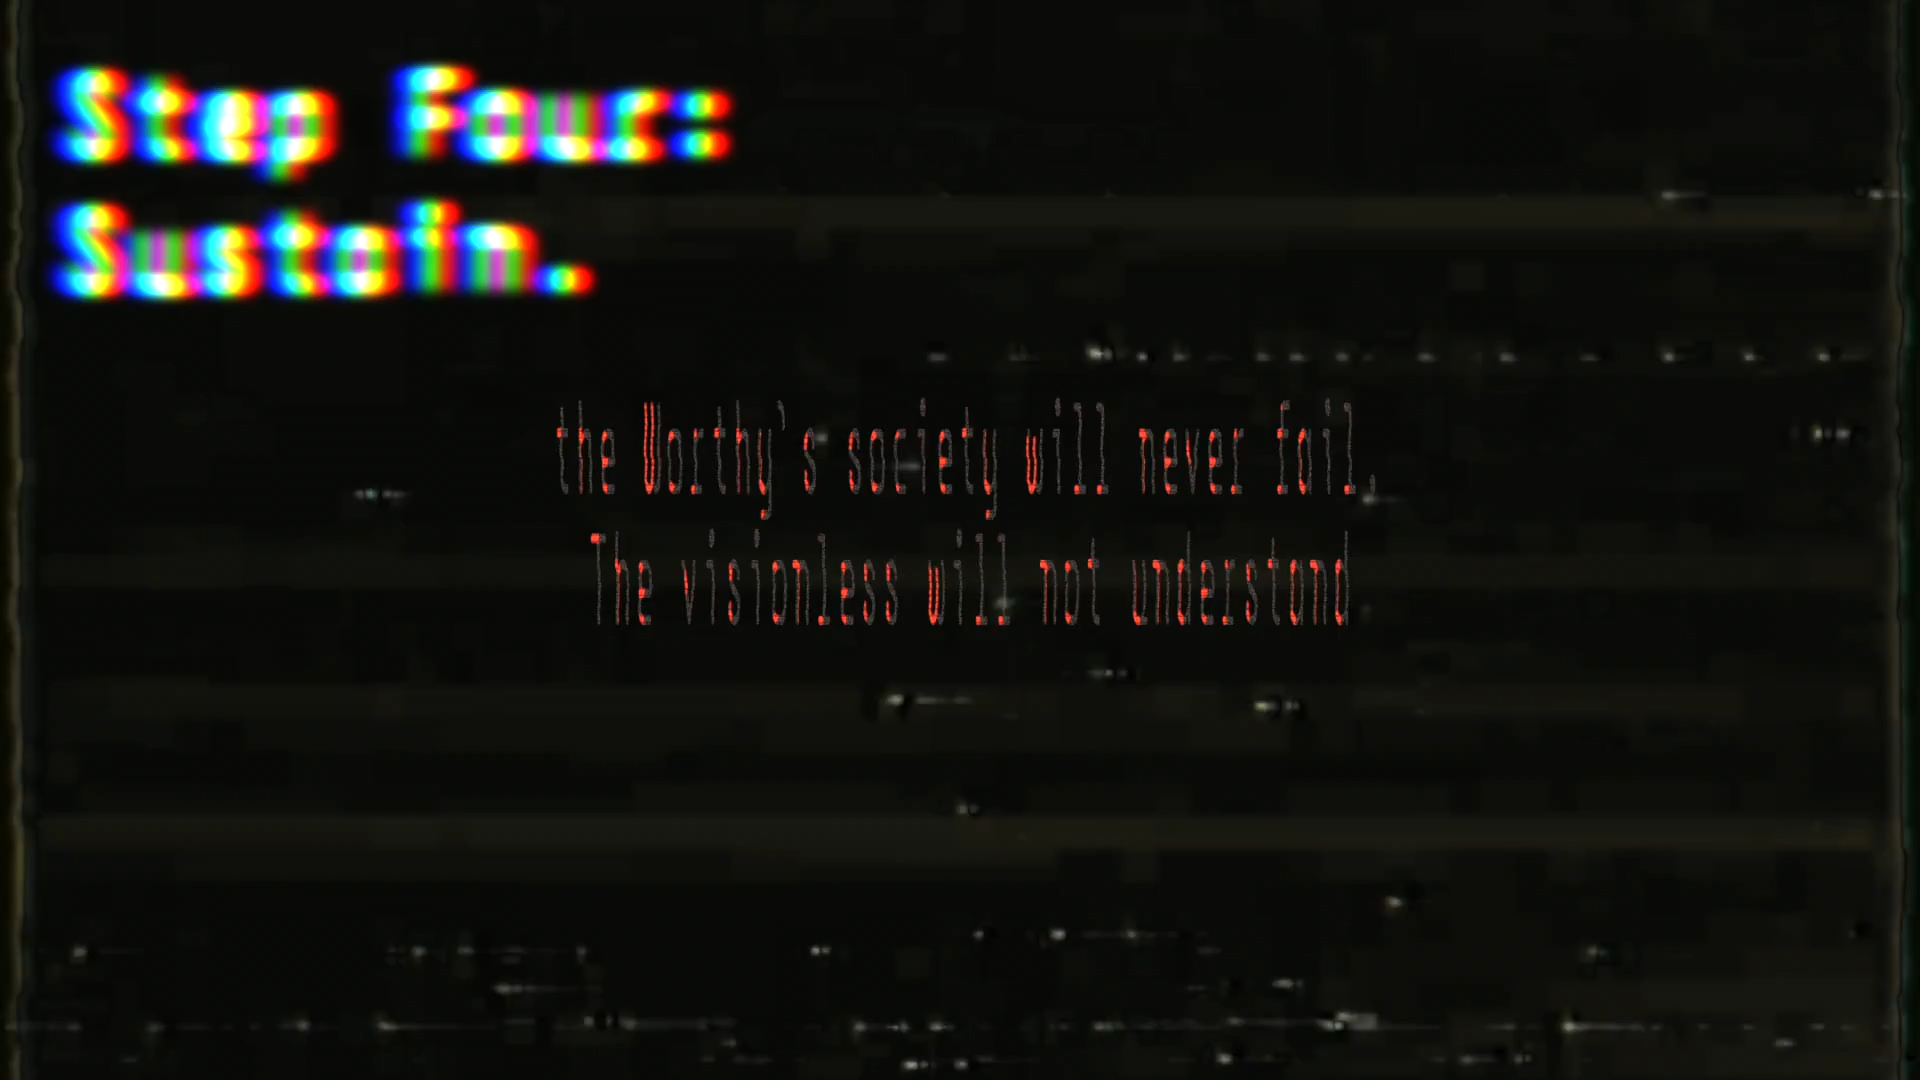 Step Four:
Sustain.
the Worthy's society will never fail.
The visionless will not understand